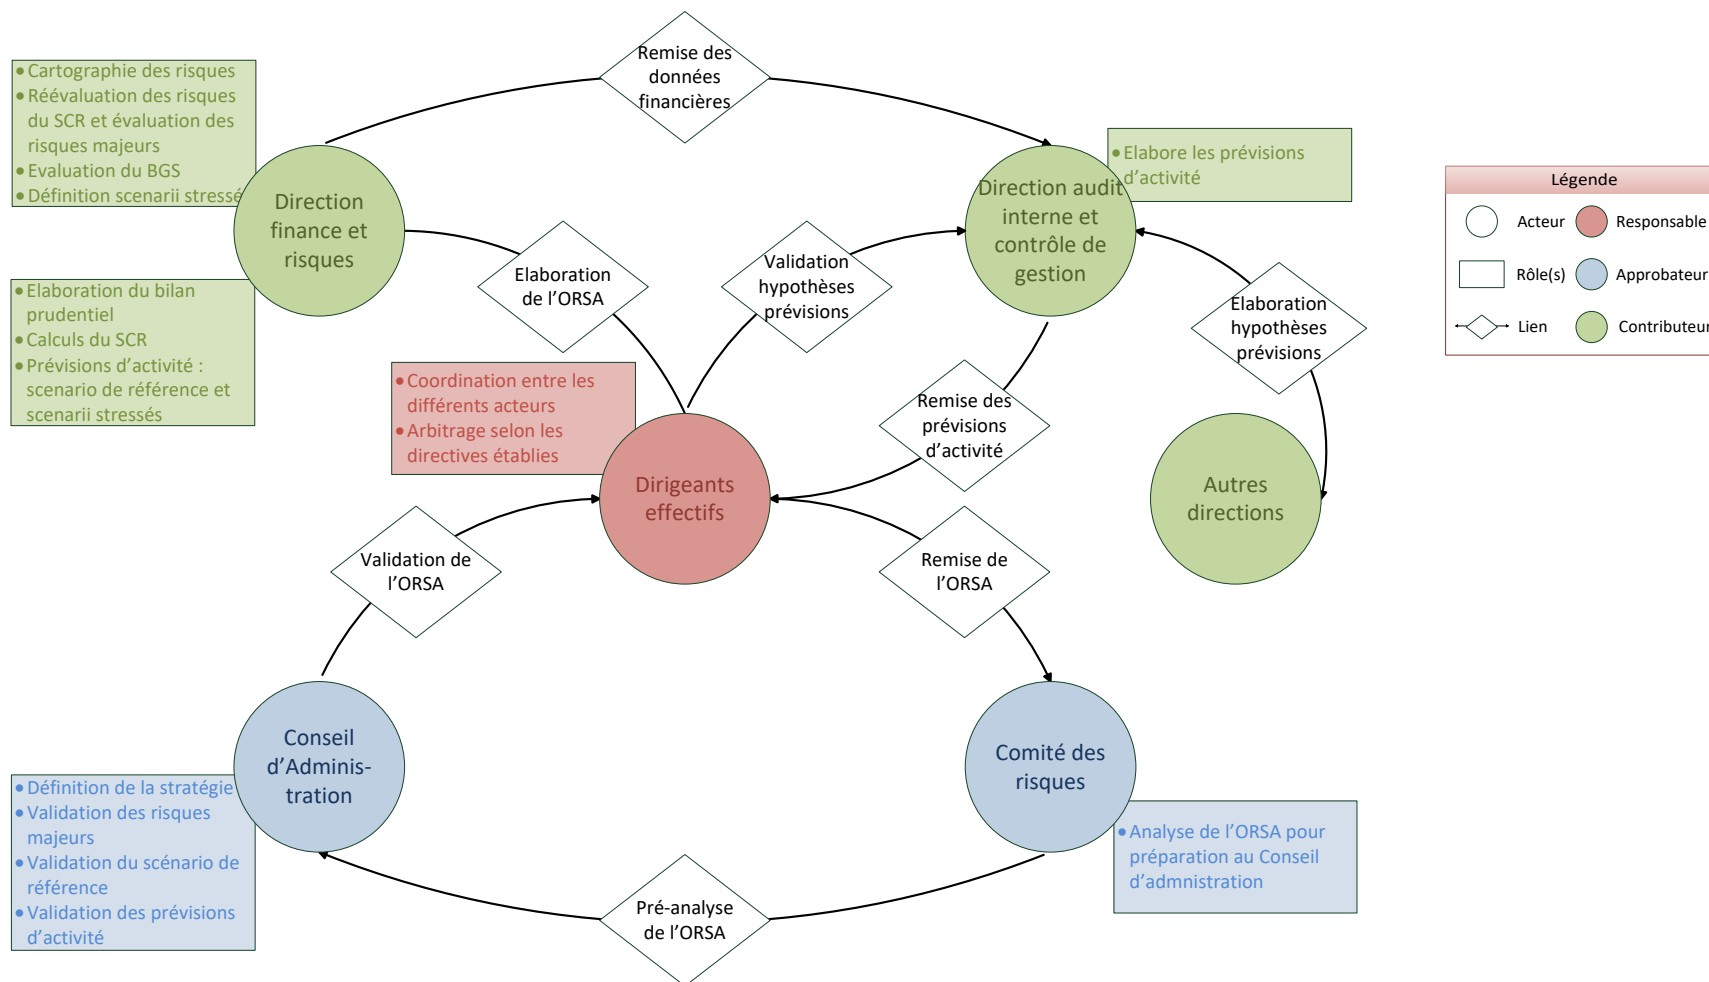 Remise des
données
financières
• Cartographie des risques
• Réévaluation des risques
du SCR et évaluation des
risques majeurs
• Evaluation du BGS
• Définition scenarii stressé
Direction
finance et
risques
• Elaboration du bilan
prudentiel
• Calculs du SCR
• Prévisions d’activité :
scenario de référence et
scenarii stressés
Elaboration
de l’ORSA
Validation
hypothèses
prévisions
Direction audit
interne et
contrôle de
gestion
• Elabore les prévisions
d’activité
Elaboration
hypothèses
prévisions
Légende
Acteur
Responsable
Rôle(s)
Approbateur
Lien
Contributeur
• Coordination entre les
différents acteurs
• Arbitrage selon les
directives établies
Dirigeants
effectifs
Remise des
prévisions
d’activité
Autres
directions
Validation de
l’ORSA
Remise de
l’ORSA
Conseil
d’Adminis-
tration
• Définition de la stratégie
• Validation des risques
majeurs
• Validation du scénario de
référence
• Validation des prévisions
d’activité
Comité des
risques
• Analyse de l’ORSA pour
préparation au Conseil
d’admnistration
Pré-analyse
de l’ORSA